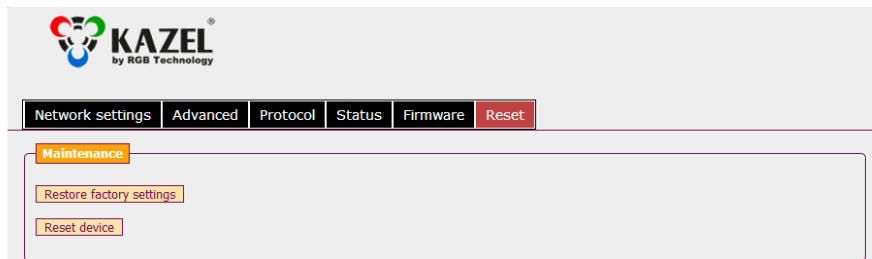 KAZEL®
by RGB Technology
Network settings Advanced Protocol Status Firmware Reset
Maintenance
Restore factory settings
Reset device